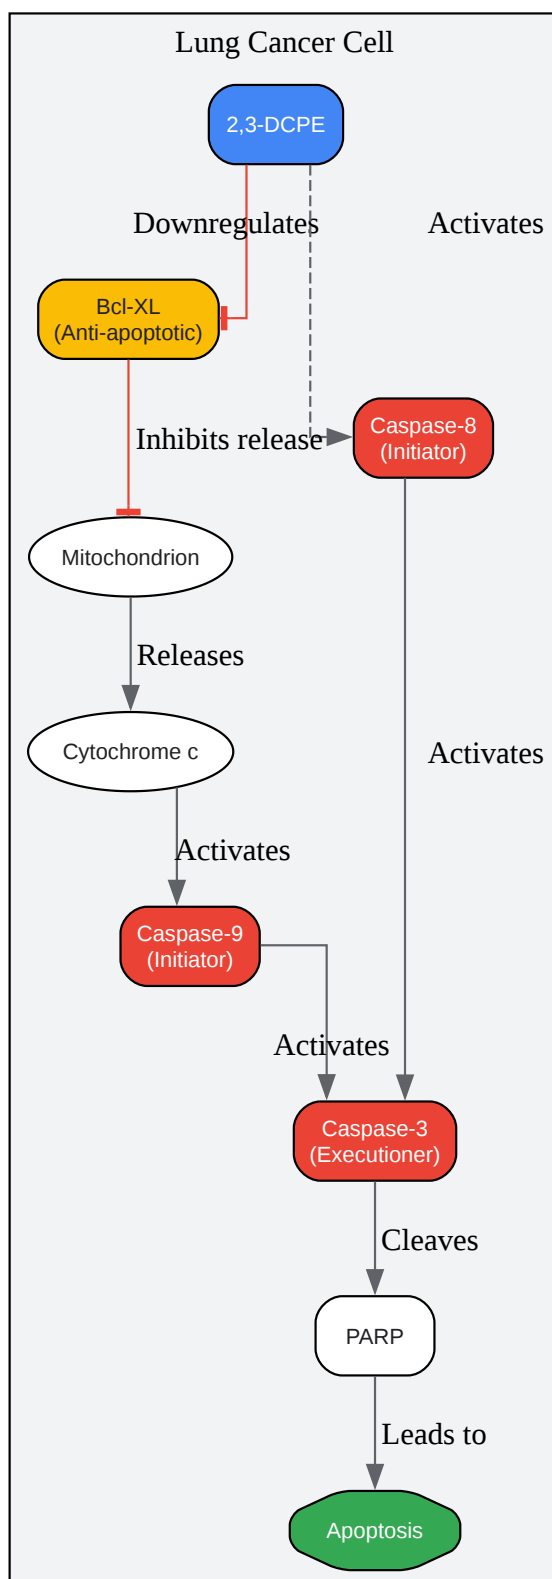 Lung Cancer Cell
2,3-DCPE
Downregulates
Activates
Bcl-XL
(Anti-apoptotic)
Inhibits release
Caspase-8
(Initiator)
Mitochondrion
Releases
Cytochrome c
Activates
Activates
Caspase-9
(Initiator)
Activates
Caspase-3
(Executioner)
Cleaves
PARP
Leads to
Apoptosis